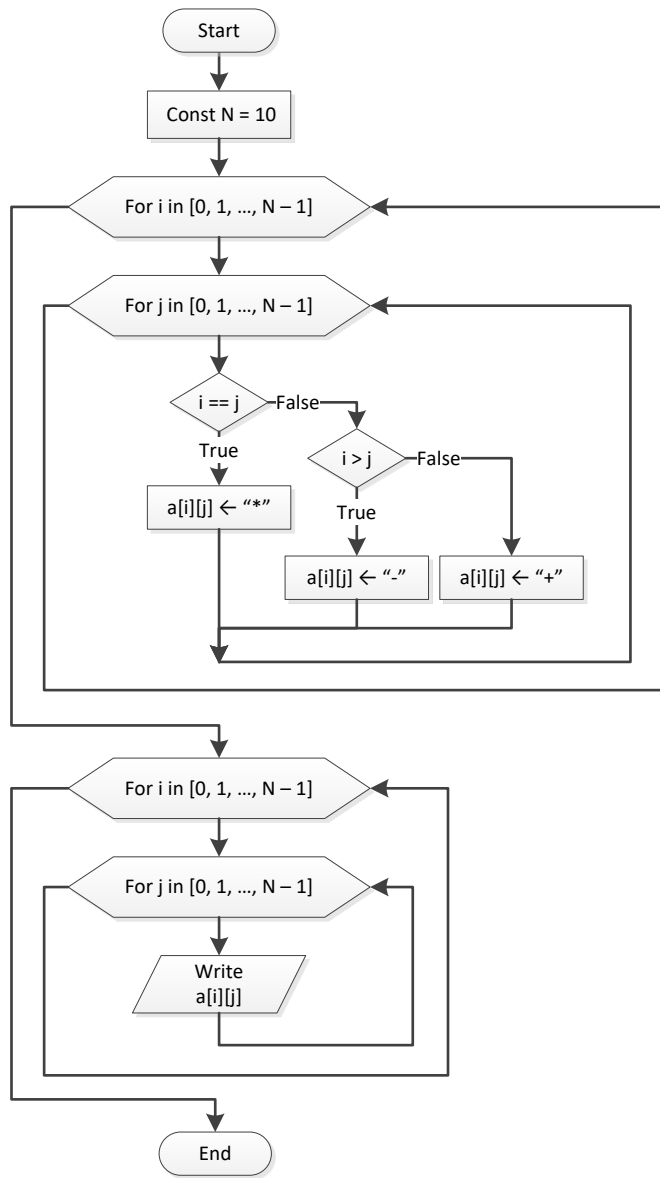 Start
Const N = 10
For i in [0, 1, …, N – 1]
For j in [0, 1, …, N – 1]
i == j
False
True
i > j
False
True
a[i][j] ← “*”
a[i][j] ← “-”
a[i][j] ← “+”
For i in [0, 1, …, N – 1]
For j in [0, 1, …, N – 1]
Write
a[i][j]
End